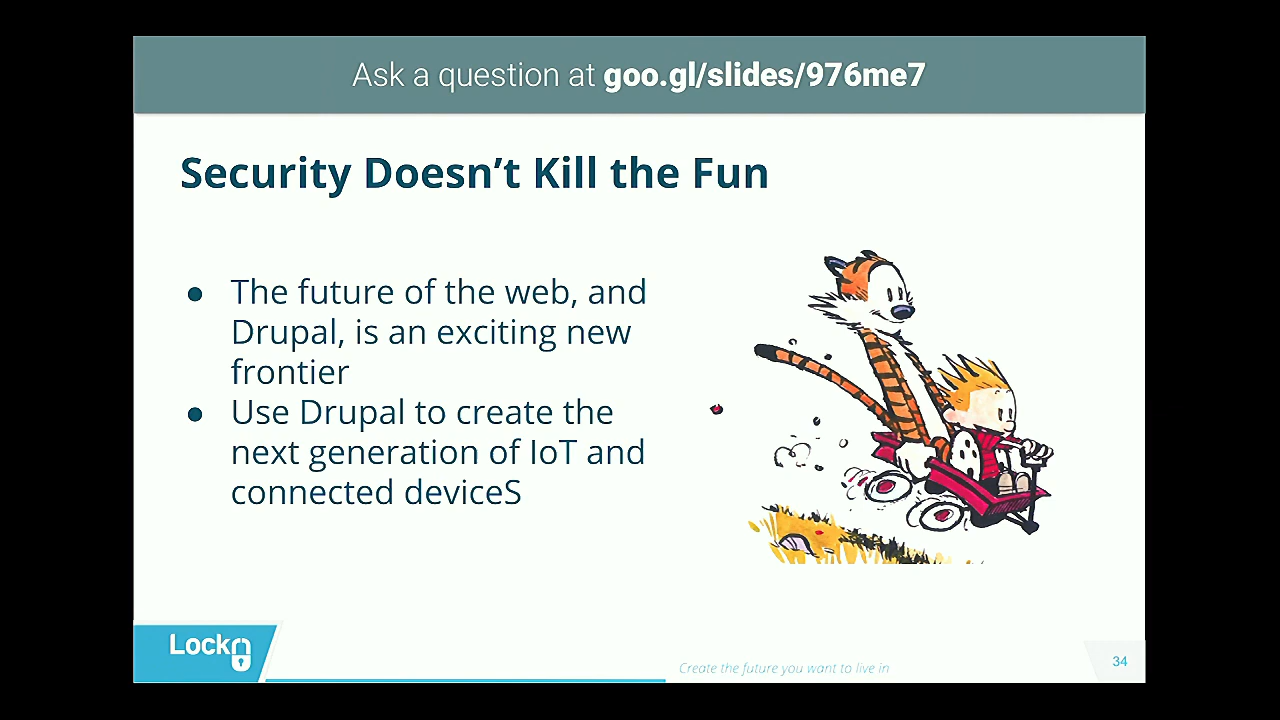 Ask a question at goo.gl/slides/976me7
Security Doesn't Kill the Fun
● The future of the web, and
Drupal, is an exciting new
frontier
● Use Drupal to create the
next generation of IoT and
connected deviceS
Lockr
Create the future you want to live in
34